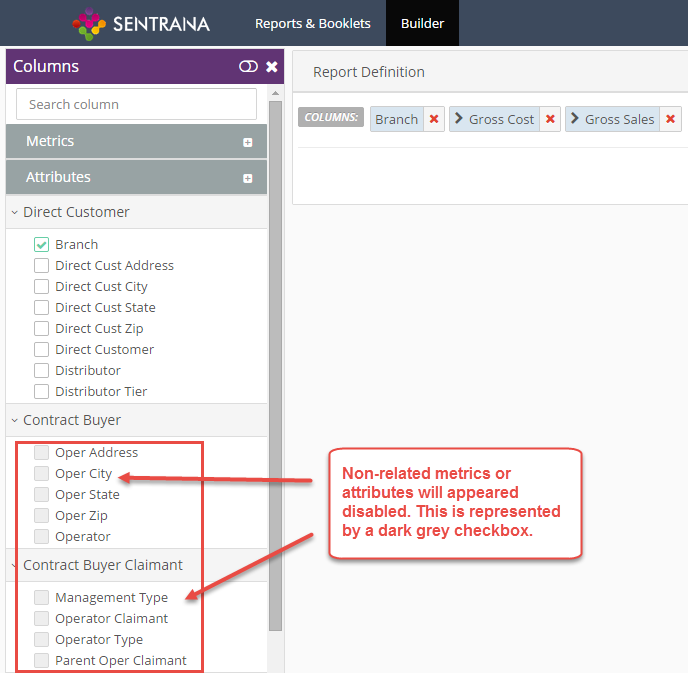 SENTRANA
Reports & Booklets
Builder
Columns
Search column
Metrics
Attributes
Direct Customer
Branch
Direct Cust Address
Direct Cust City
Direct Cust State
Direct Cust Zip
Direct Customer
Distributor
Distributor Tier
Contract Buyer
Oper Address
Oper City
Oper State
Oper Zip
Operator
Contract Buyer Claimant
Management Type
Operator Claimant
Operator Type
Parent Oper Claimant
Report Definition
COLUMNS: Branch Gross Cost Gross Sales
Non-related metrics or
attributes will appeared
disabled. This is represented
by a dark grey checkbox.